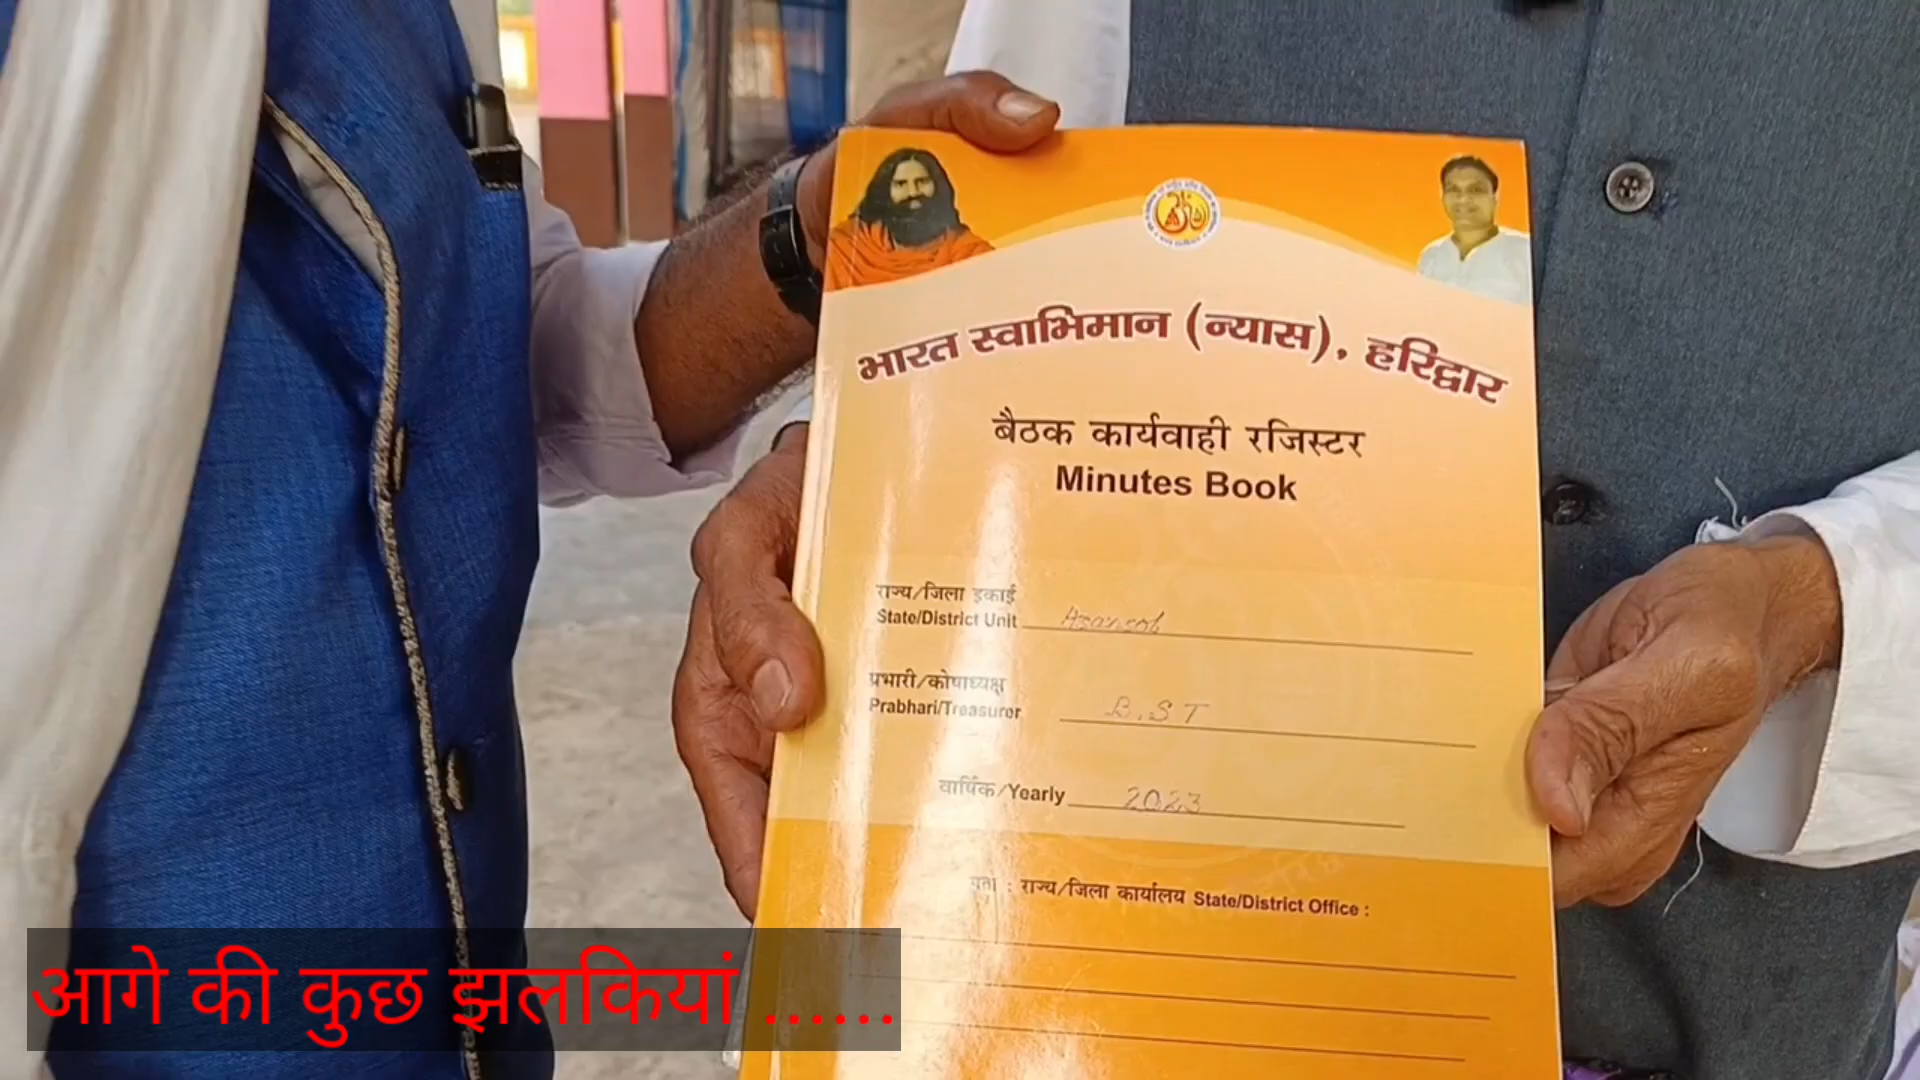 भारत स्वाभिमान (न्यास), हरिद्वार
बैठक कार्यवाही रजिस्टर
Minutes Book
राज्य/जिला इकाई
State/District Unit Asansol
प्रभारी/कोषाध्यक्ष
Prabhari/Treasurer B.S T
वार्षिक/Yearly 2023
पता : राज्य/जिला कार्यालय State/District Office :
आगे की कुछ झलकियां ......